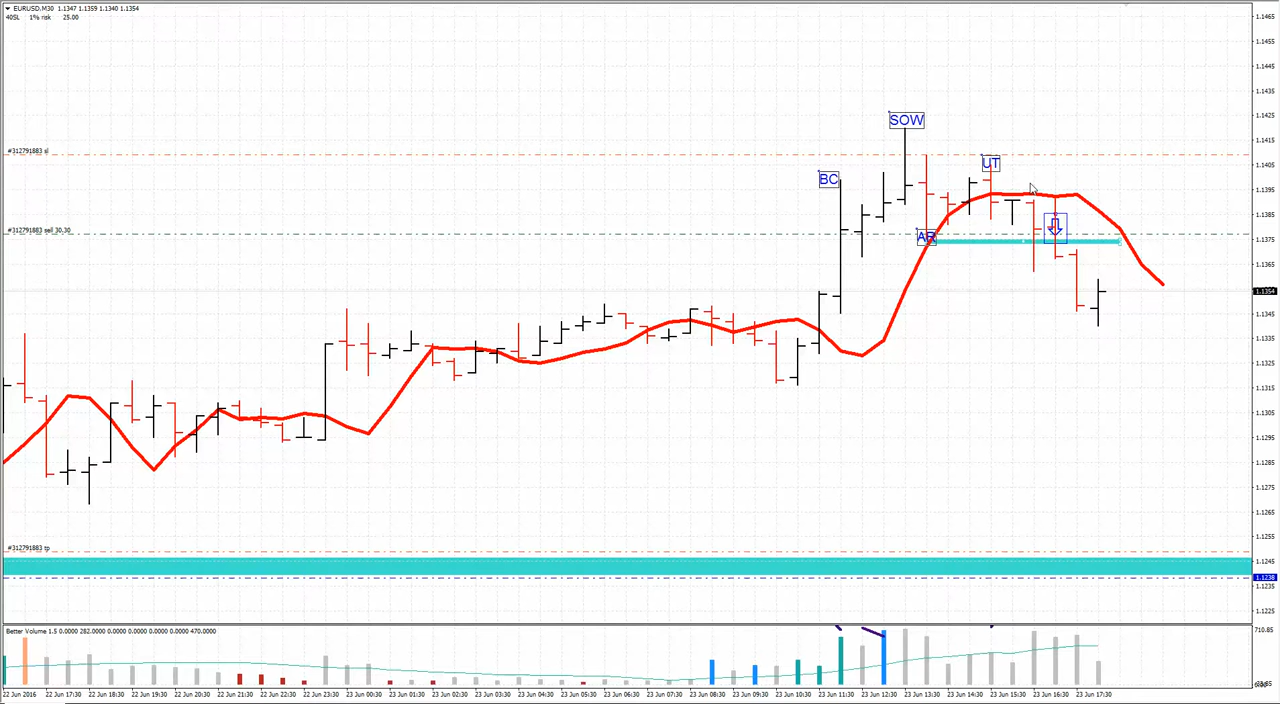 EURUSD.M30 1.1347 1.1359 1.1340 1.1354
40SL 1% risk 25.00
1.1465
1.1455
1.1445
1.1435
1.1425
SOW
1.1415
#312791883 sl
1.1405
UT
BC
1.1395
1.1385
#312791883 sell 30.30
AR
1.1375
1.1365
1.1354
1.1345
1.1335
1.1325
1.1315
1.1305
1.1295
1.1285
1.1275
1.1265
1.1255
#312791883 tp
1.1245
1.1238
1.1235
1.1225
Better Volume 1.5 0.0000 282.0000 0.0000 0.0000 0.0000 0.0000 470.0000
710.85
22 Jun 2016 22 Jun 17:30 22 Jun 18:30 22 Jun 19:30 22 Jun 20:30 22 Jun 21:30 22 Jun 22:30 22 Jun 23:30 23 Jun 00:30 23 Jun 01:30 23 Jun 02:30 23 Jun 03:30 23 Jun 04:30 23 Jun 05:30 23 Jun 06:30 23 Jun 07:30 23 Jun 08:30 23 Jun 09:30 23 Jun 10:30 23 Jun 11:30 23 Jun 12:30 23 Jun 13:30 23 Jun 14:30 23 Jun 15:30 23 Jun 16:30 23 Jun 17:30